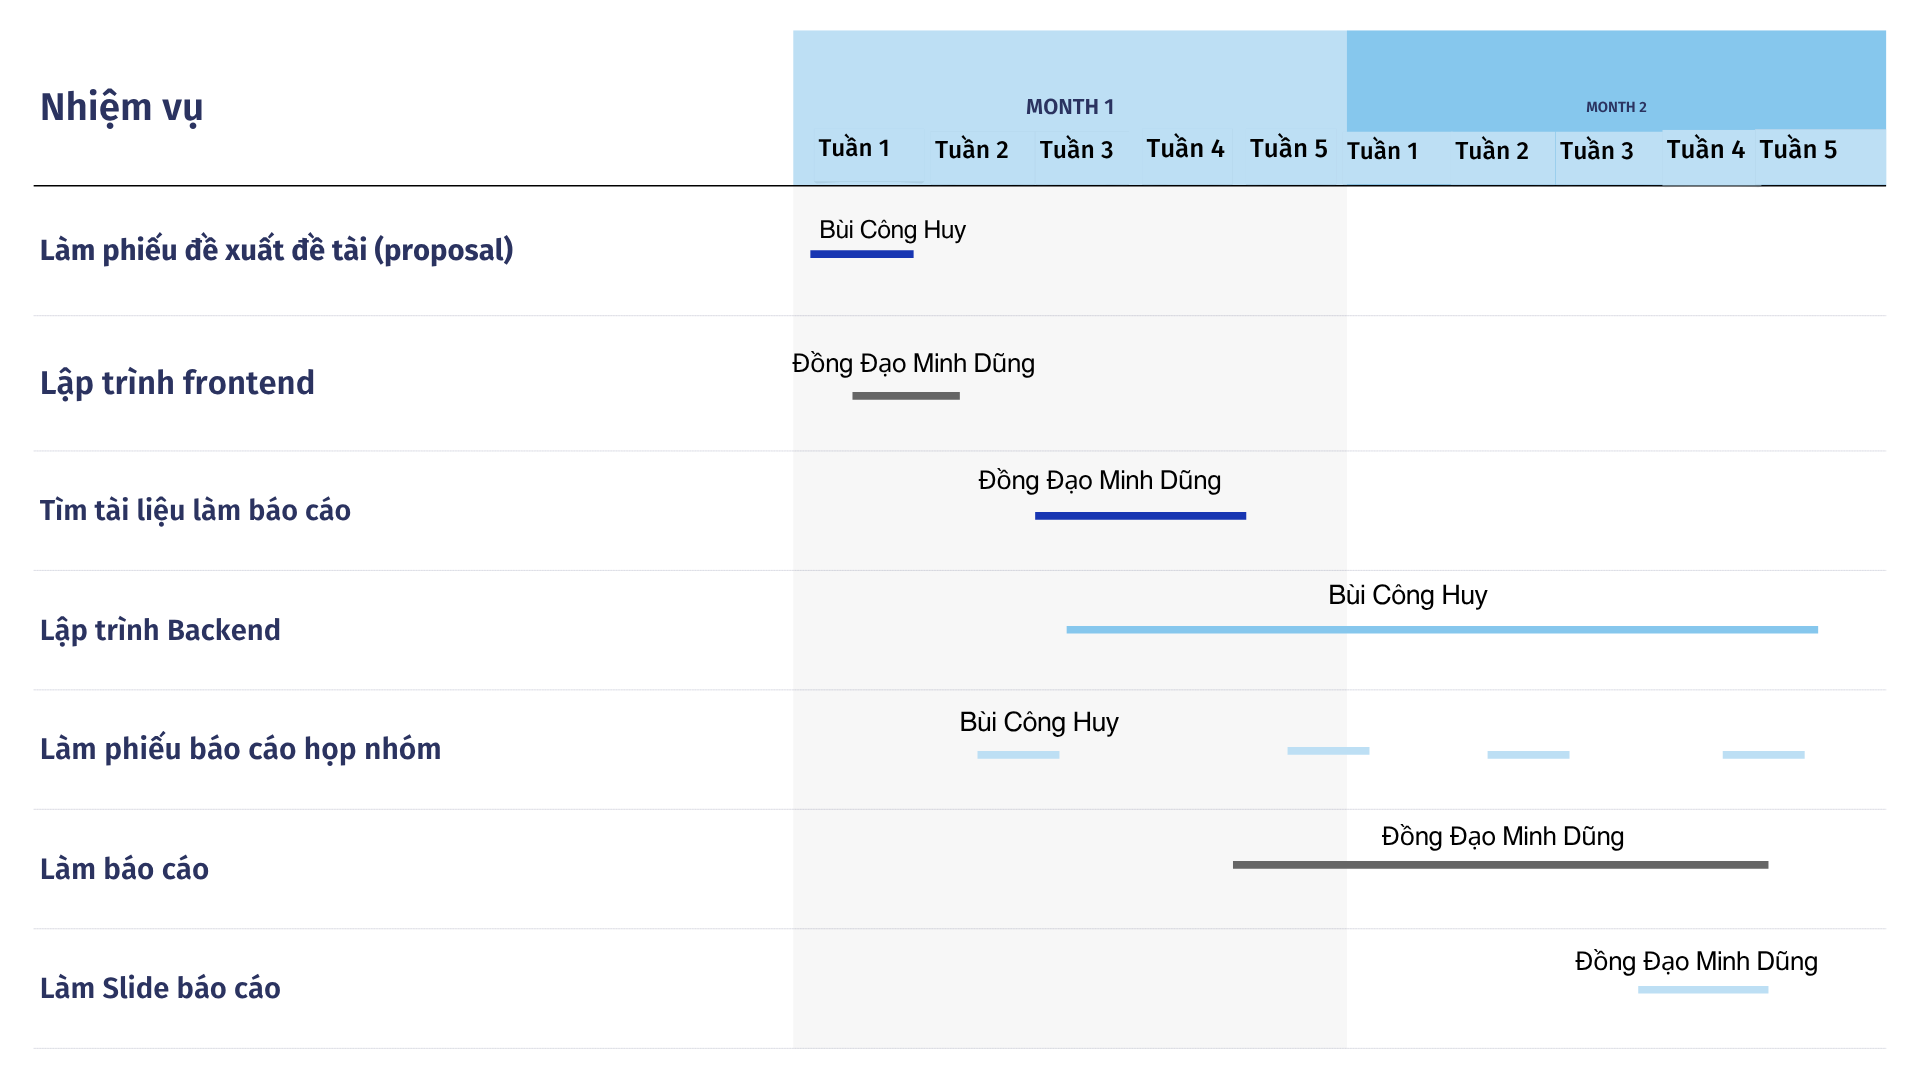 Nhiệm vụ
MONTH 1
MONTH 2
Tuần 1
Tuần 2
Tuần 3
Tuần 4
Tuần 5
Tuần 1
Tuần 2
Tuần 3
Tuần 4
Tuần 5
Làm phiếu đề xuất đề tài (proposal)
Bùi Công Huy
Lập trình frontend
Đồng Đạo Minh Dũng
Tìm tài liệu làm báo cáo
Đồng Đạo Minh Dũng
Lập trình Backend
Bùi Công Huy
Làm phiếu báo cáo họp nhóm
Bùi Công Huy
Làm báo cáo
Đồng Đạo Minh Dũng
Làm Slide báo cáo
Đồng Đạo Minh Dũng